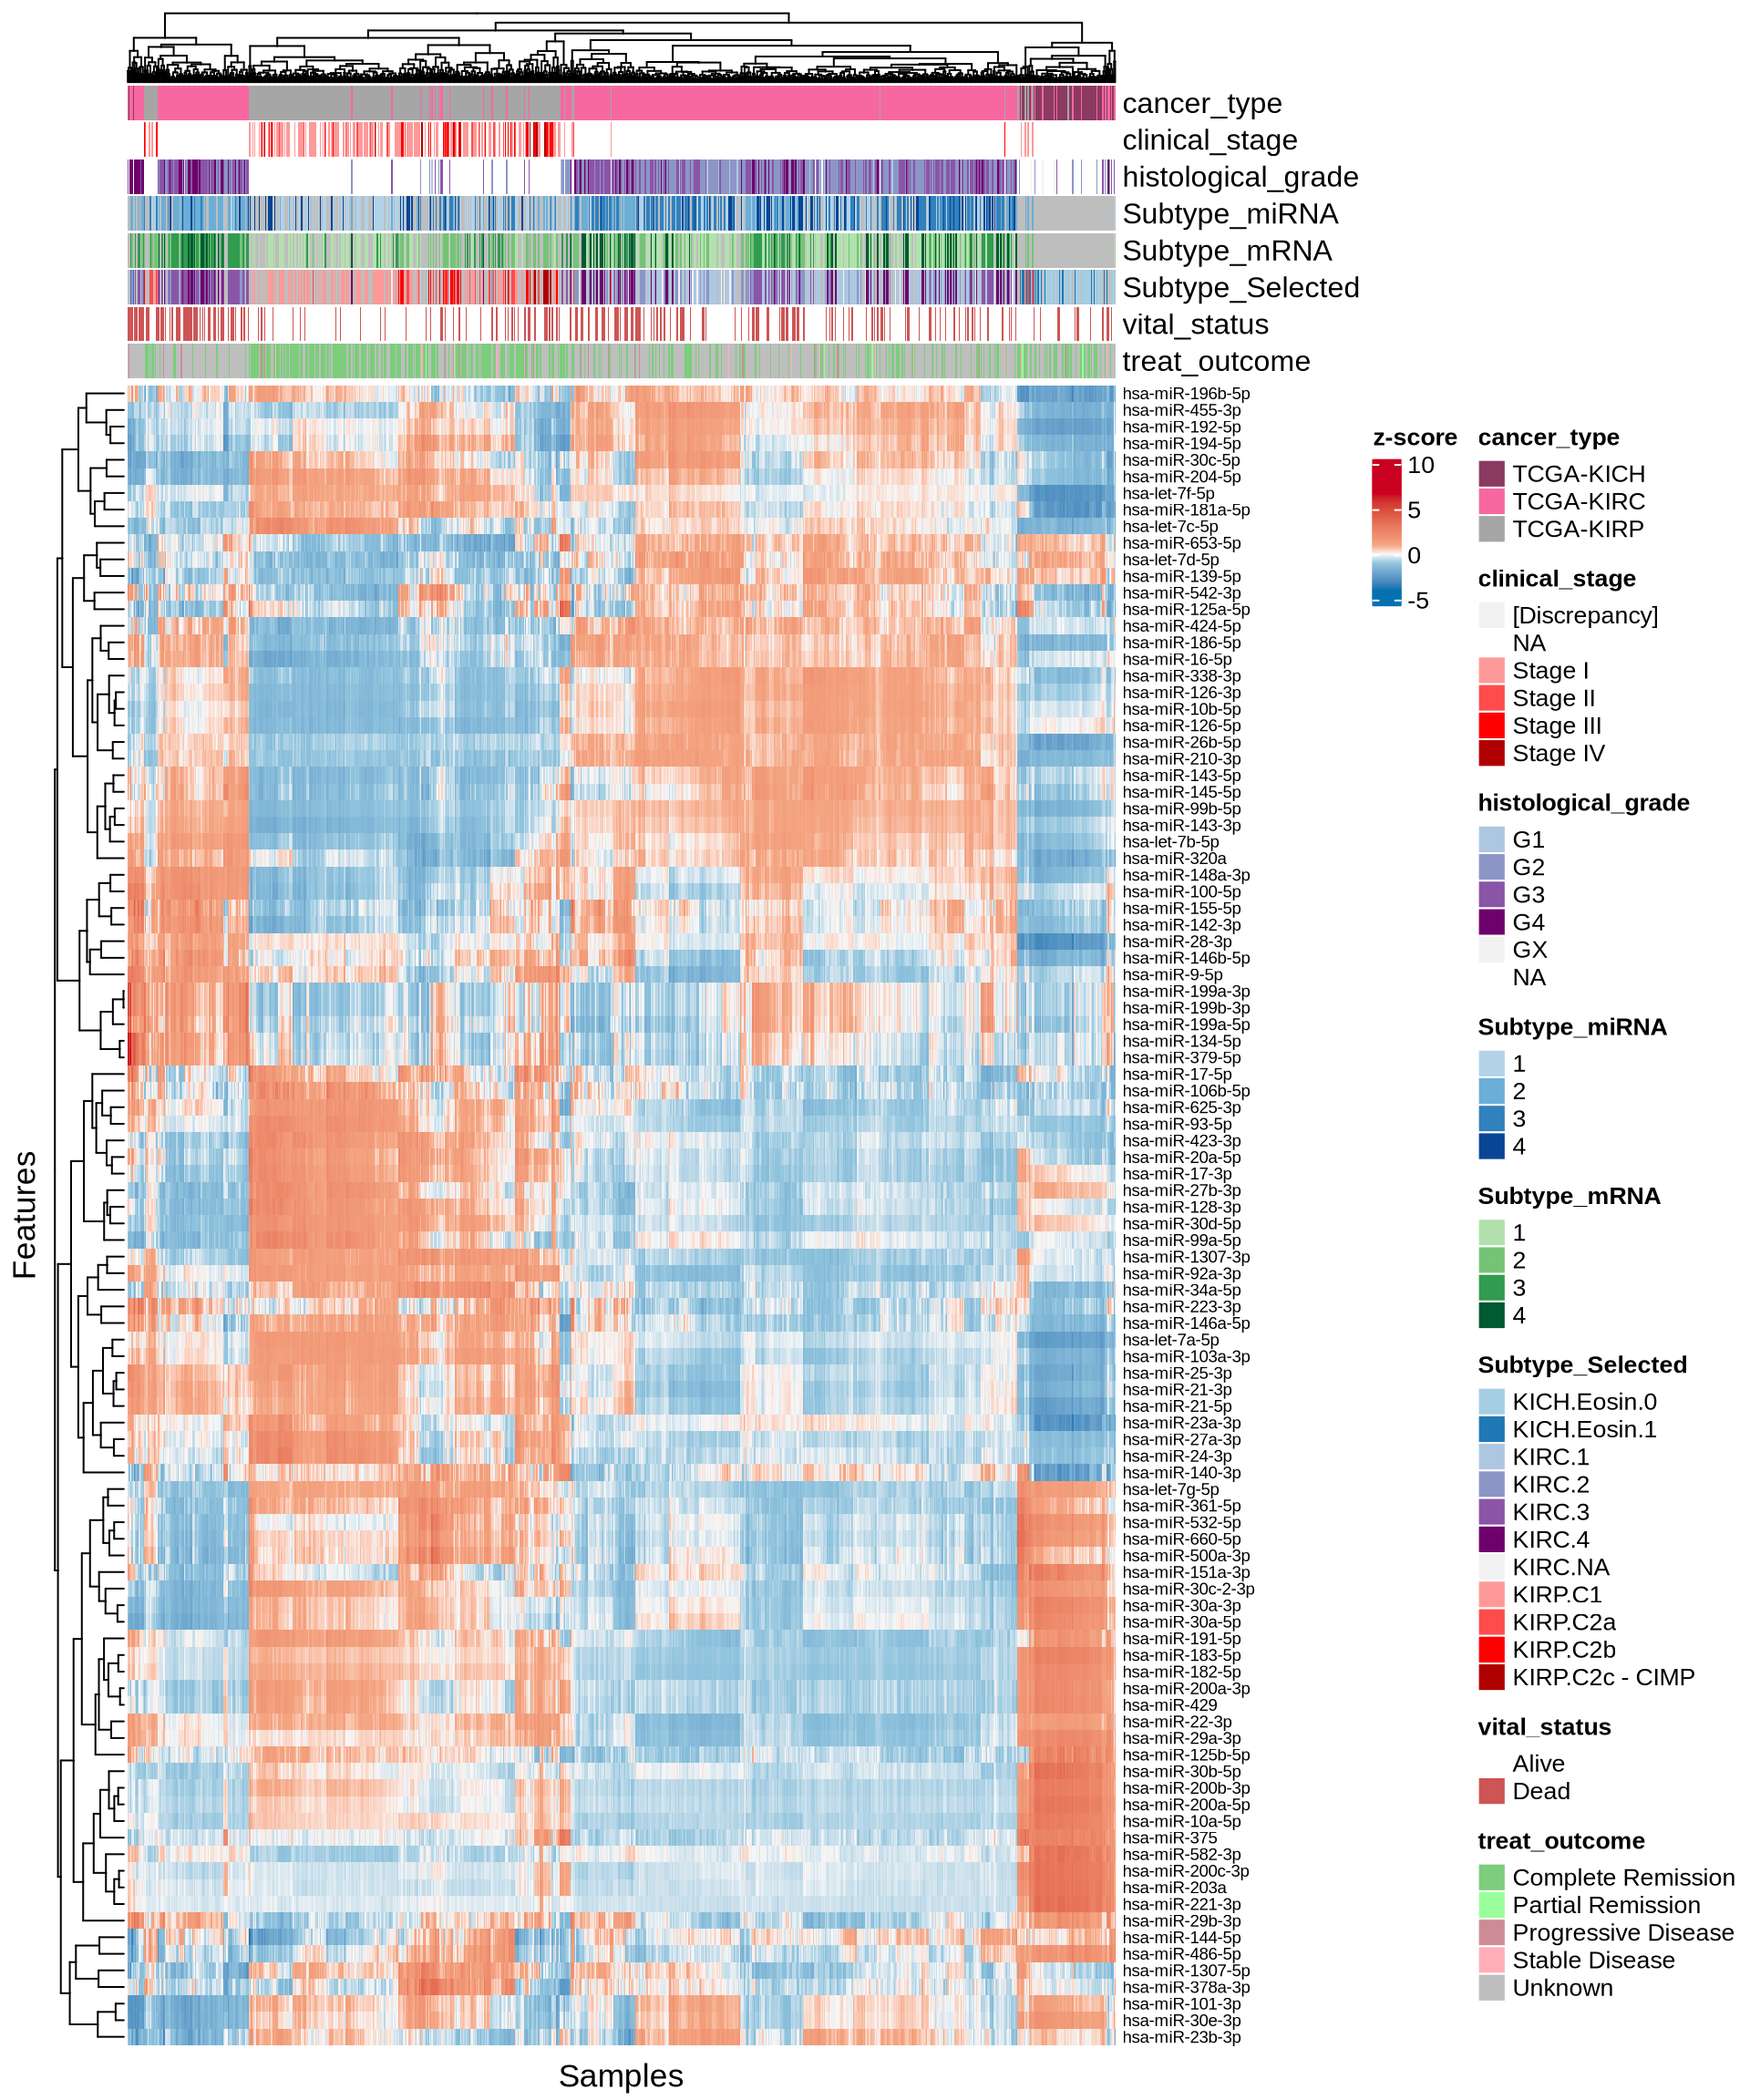 cancer_type
clinical_stage
histological_grade
Subtype_miRNA
Subtype_mRNA
Subtype_Selected
vital_status
treat_outcome
hsa-miR-196b-5p
hsa-miR-455-3p
hsa-miR-192-5p
hsa-miR-194-5p
hsa-miR-30c-5p
hsa-miR-204-5p
hsa-let-7f-5p
hsa-miR-181a-5p
hsa-let-7c-5p
hsa-miR-653-5p
hsa-let-7d-5p
hsa-miR-139-5p
hsa-miR-542-3p
hsa-miR-125a-5p
hsa-miR-424-5p
hsa-miR-186-5p
hsa-miR-16-5p
hsa-miR-338-3p
hsa-miR-126-3p
hsa-miR-10b-5p
hsa-miR-126-5p
hsa-miR-26b-5p
hsa-miR-210-3p
hsa-miR-143-5p
hsa-miR-145-5p
hsa-miR-99b-5p
hsa-miR-143-3p
hsa-let-7b-5p
hsa-miR-320a
hsa-miR-148a-3p
hsa-miR-100-5p
hsa-miR-155-5p
hsa-miR-142-3p
hsa-miR-28-3p
hsa-miR-146b-5p
hsa-miR-9-5p
hsa-miR-199a-3p
hsa-miR-199b-3p
hsa-miR-199a-5p
hsa-miR-134-5p
hsa-miR-379-5p
hsa-miR-17-5p
hsa-miR-106b-5p
hsa-miR-625-3p
hsa-miR-93-5p
hsa-miR-423-3p
hsa-miR-20a-5p
hsa-miR-17-3p
hsa-miR-27b-3p
hsa-miR-128-3p
hsa-miR-30d-5p
hsa-miR-99a-5p
hsa-miR-1307-3p
hsa-miR-92a-3p
hsa-miR-34a-5p
hsa-miR-223-3p
hsa-miR-146a-5p
hsa-let-7a-5p
hsa-miR-103a-3p
hsa-miR-25-3p
hsa-miR-21-3p
hsa-miR-21-5p
hsa-miR-23a-3p
hsa-miR-27a-3p
hsa-miR-24-3p
hsa-miR-140-3p
hsa-let-7g-5p
hsa-miR-361-5p
hsa-miR-532-5p
hsa-miR-660-5p
hsa-miR-500a-3p
hsa-miR-151a-3p
hsa-miR-30c-2-3p
hsa-miR-30a-3p
hsa-miR-30a-5p
hsa-miR-191-5p
hsa-miR-183-5p
hsa-miR-182-5p
hsa-miR-200a-3p
hsa-miR-429
hsa-miR-22-3p
hsa-miR-29a-3p
hsa-miR-125b-5p
hsa-miR-30b-5p
hsa-miR-200b-3p
hsa-miR-200a-5p
hsa-miR-10a-5p
hsa-miR-375
hsa-miR-582-3p
hsa-miR-200c-3p
hsa-miR-203a
hsa-miR-221-3p
hsa-miR-29b-3p
hsa-miR-144-5p
hsa-miR-486-5p
hsa-miR-1307-5p
hsa-miR-378a-3p
hsa-miR-101-3p
hsa-miR-30e-3p
hsa-miR-23b-3p
Features
Samples
z-score
10
5
0
-5
cancer_type
TCGA-KICH
TCGA-KIRC
TCGA-KIRP
clinical_stage
[Discrepancy]
NA
Stage I
Stage II
Stage III
Stage IV
histological_grade
G1
G2
G3
G4
GX
NA
Subtype_miRNA
1
2
3
4
Subtype_mRNA
1
2
3
4
Subtype_Selected
KICH.Eosin.0
KICH.Eosin.1
KIRC.1
KIRC.2
KIRC.3
KIRC.4
KIRC.NA
KIRP.C1
KIRP.C2a
KIRP.C2b
KIRP.C2c - CIMP
vital_status
Alive
Dead
treat_outcome
Complete Remission
Partial Remission
Progressive Disease
Stable Disease
Unknown